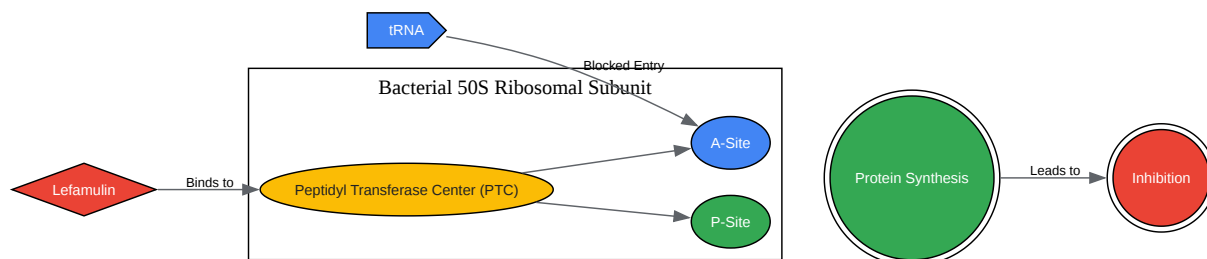 tRNA
Blocked Entry
Bacterial 50S Ribosomal Subunit
A-Site
Lefamulin
Binds to
Peptidyl Transferase Center (PTC)
P-Site
Protein Synthesis
Leads to
Inhibition